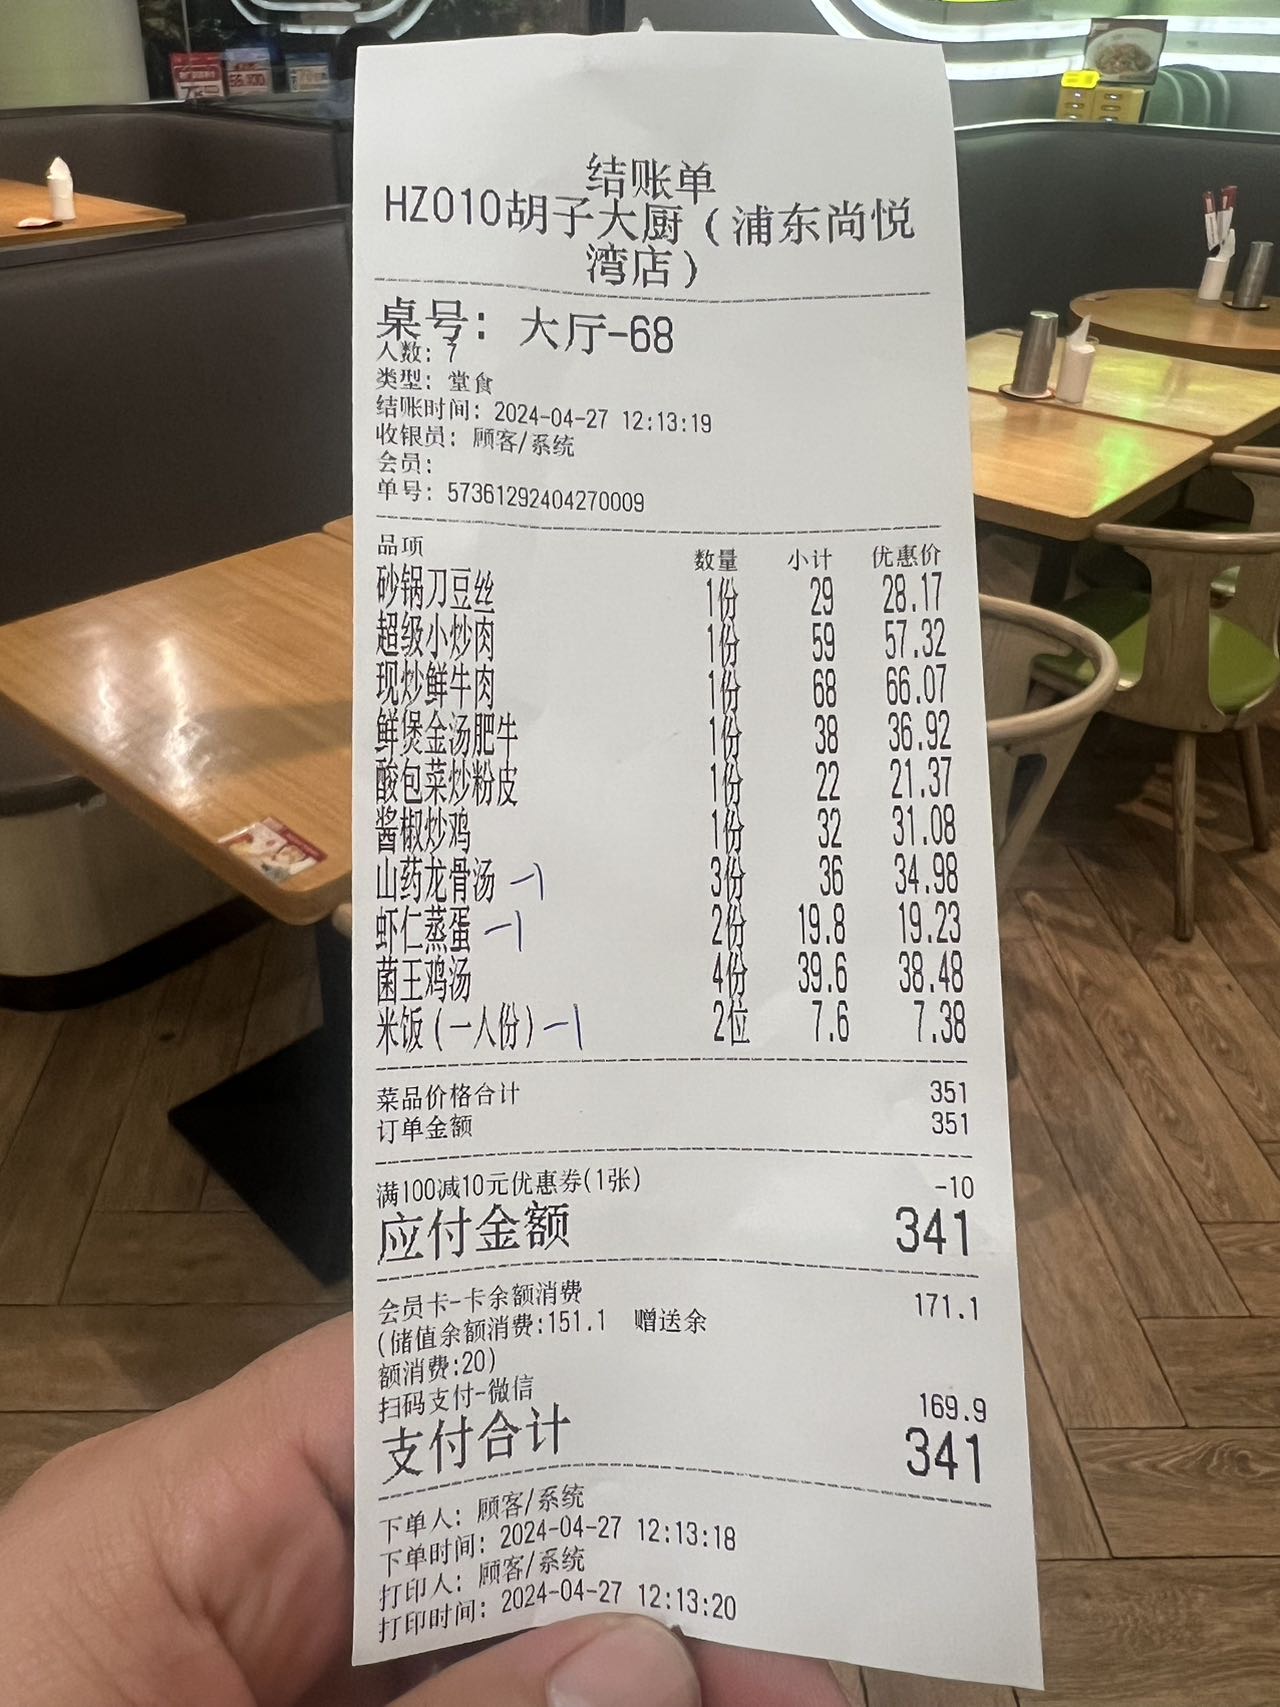 结账单
HZ010胡子大厨（浦东尚悦
湾店）
桌号：大厅-68
人数：7
类型：堂食
结账时间：2024-04-27 12:13:19
收银员：顾客/系统
会员：
单号：57361292404270009
品项 数量 小计 优惠价
砂锅刀豆丝 1份 29 28.17
超级小炒肉 1份 59 57.32
现炒鲜牛肉 1份 68 66.07
鲜煲金汤肥牛 1份 38 36.92
酸包菜炒粉皮 1份 22 21.37
酱椒炒鸡 1份 32 31.08
山药龙骨汤 -1 3份 36 34.98
虾仁蒸蛋 -1 2份 19.8 19.23
菌王鸡汤 4份 39.6 38.48
米饭（一人份） -1 2位 7.6 7.38
菜品价格合计 351
订单金额 351
满100减10元优惠券(1张) -10
应付金额 341
会员卡-卡余额消费 171.1
(储值余额消费:151.1 赠送余
额消费:20)
扫码支付-微信 169.9
支付合计 341
下单人：顾客/系统
下单时间：2024-04-27 12:13:18
打印人：顾客/系统
打印时间：2024-04-27 12:13:20